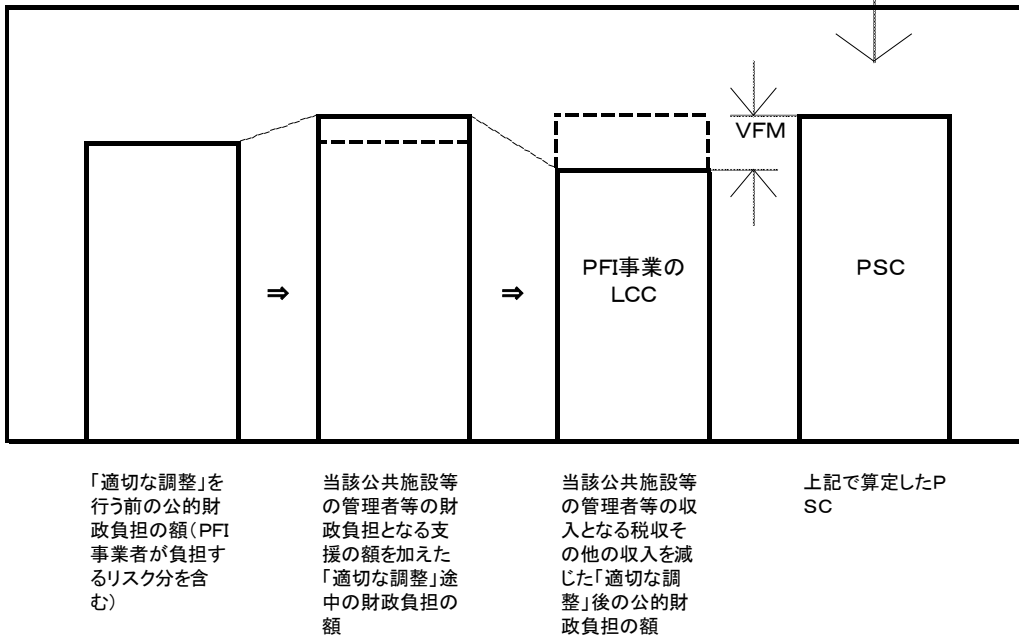 VFM
PFI事業の
LCC
PSC
⇒
⇒
「適切な調整」を
行う前の公的財
政負担の額（PFI
事業者が負担す
るリスク分を含
む）
当該公共施設等
の管理者等の財
政負担となる支
援の額を加えた
「適切な調整」途
中の財政負担の
額
当該公共施設等
の管理者等の収
入となる税収そ
の他の収入を減
じた「適切な調
整」後の公的財
政負担の額
上記で算定したP
SC